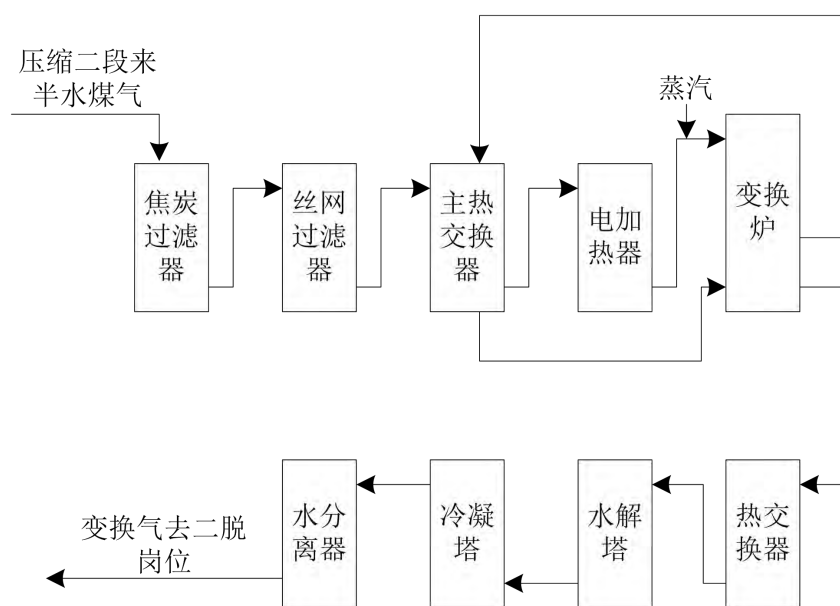 压缩二段来
半水煤气
蒸汽
焦炭
过滤
器
丝网
过滤
器
主热
交换
器
电加
热器
变换
炉
变换气去二脱
岗位
水分
离器
冷凝
塔
水解
塔
热交
换器